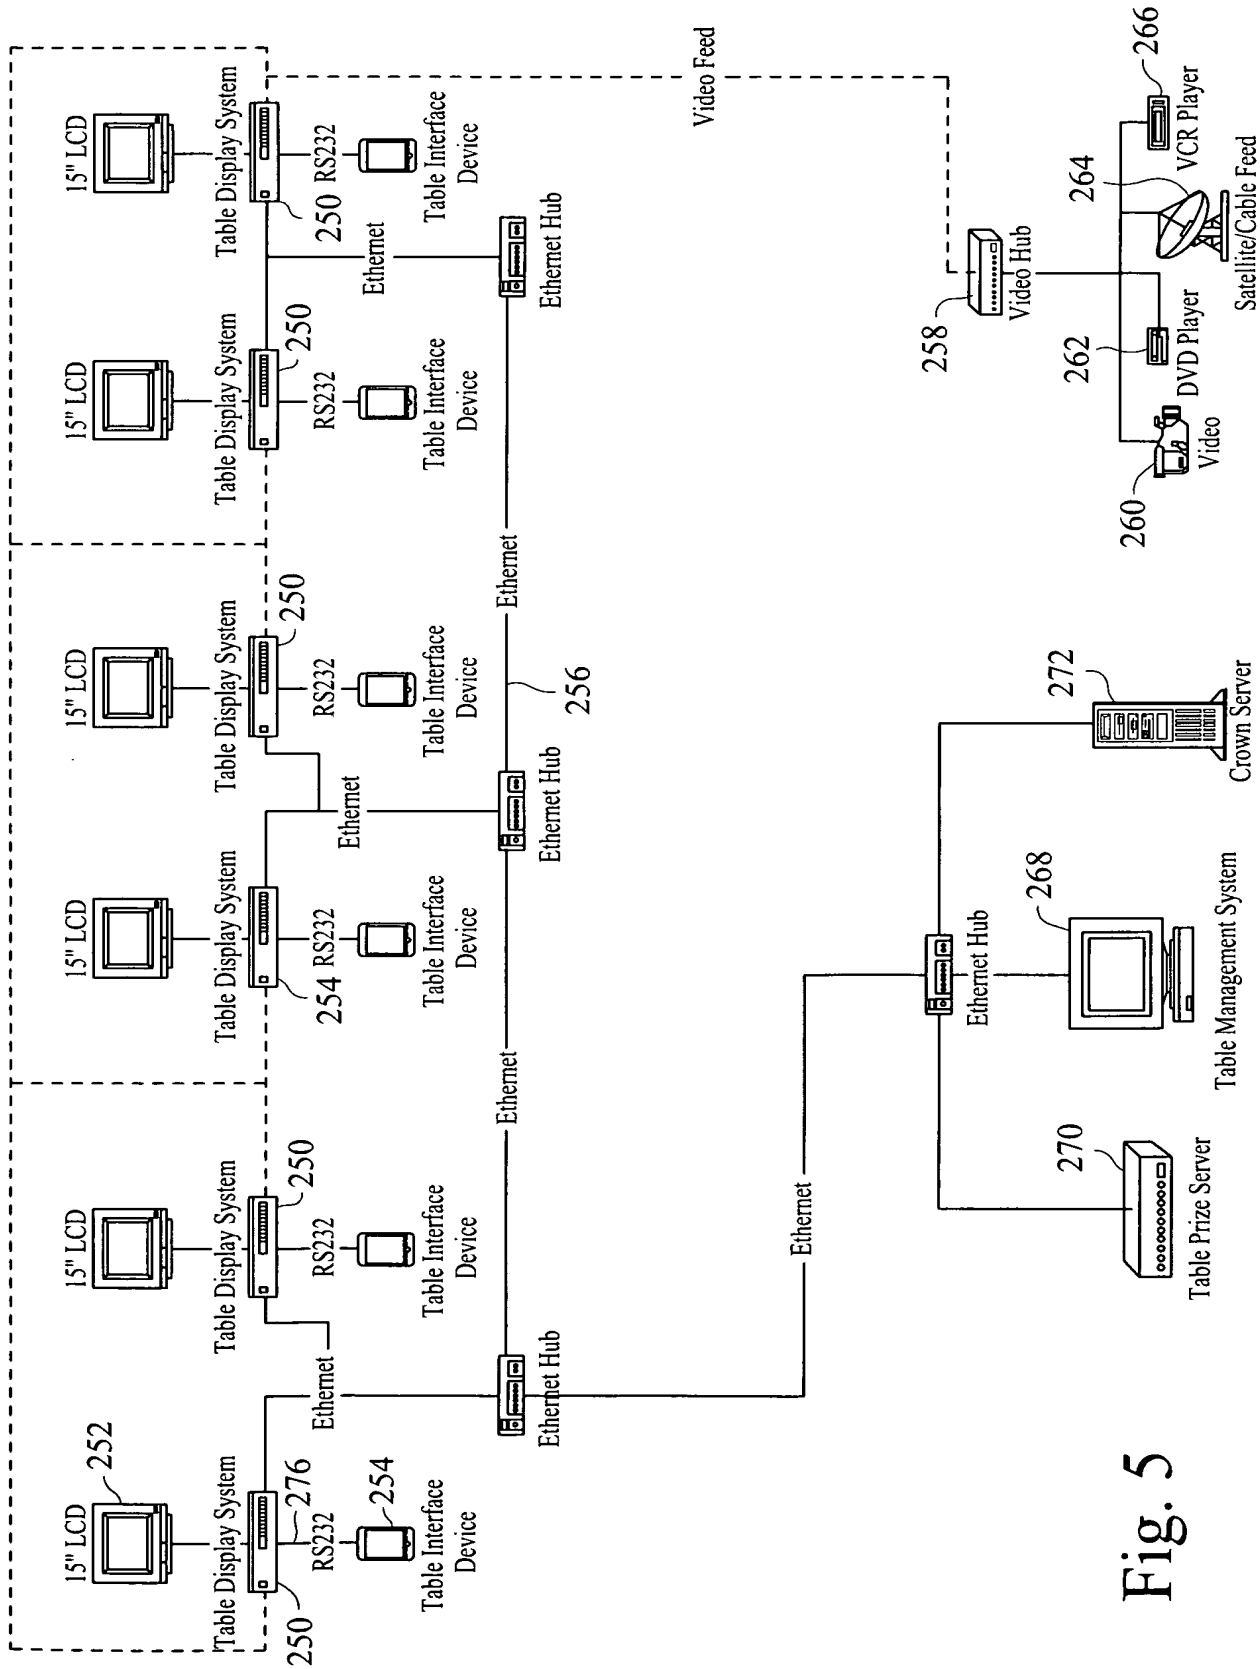 15" LCD
252
Table Display System
250
276
RS232
254
Table Interface
Device
15" LCD
Table Display System
250
RS232
Table Interface
Device
Ethernet
Ethernet Hub
15" LCD
Table Display System
254
RS232
Table Interface
Device
15" LCD
Table Display System
250
RS232
Table Interface
Device
Ethernet
Ethernet Hub
15" LCD
Table Display System
250
RS232
Table Interface
Device
15" LCD
Table Display System
250
RS232
Table Interface
Device
Ethernet
Ethernet Hub
Ethernet
Ethernet
256
Video Feed
Ethernet
Ethernet Hub
270
Table Prize Server
268
Table Management System
272
Crown Server
258
Video Hub
260
Video
262
DVD Player
264
Satellite/Cable Feed
266
VCR Player
Fig. 5